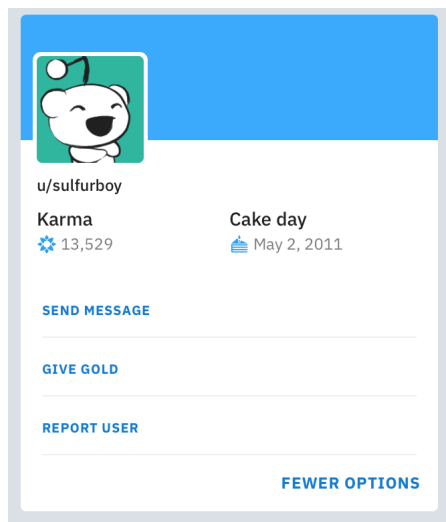 u/sulfurboy
Karma Cake day
13,529 May 2, 2011
SEND MESSAGE
GIVE GOLD
REPORT USER
FEWER OPTIONS